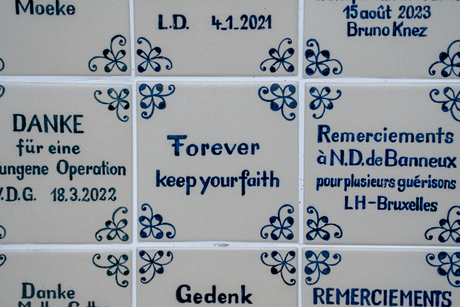 Moeke
L.D. 4-1-2021
15 août 2023
Bruno Knez
DANKE
für eine
ungene Operation
V.D.G. 18.3.2022
Forever
keep your faith
Remerciements
à N.D. de Banneux
pour plusieurs guérisons
LH-Bruxelles
Danke
Gedenk
REMERCIEMENTS